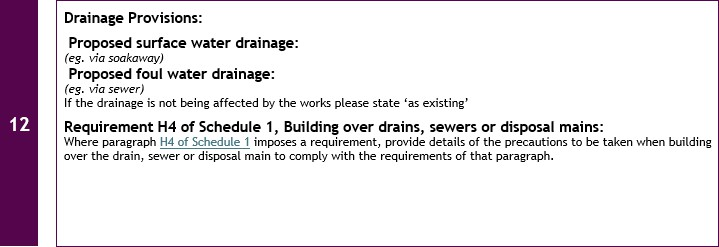 12
Drainage Provisions:
Proposed surface water drainage:
(eg. via soakaway)
Proposed foul water drainage:
(eg. via sewer)
If the drainage is not being affected by the works please state ‘as existing’
Requirement H4 of Schedule 1, Building over drains, sewers or disposal mains:
Where paragraph H4 of Schedule 1 imposes a requirement, provide details of the precautions to be taken when building
over the drain, sewer or disposal main to comply with the requirements of that paragraph.